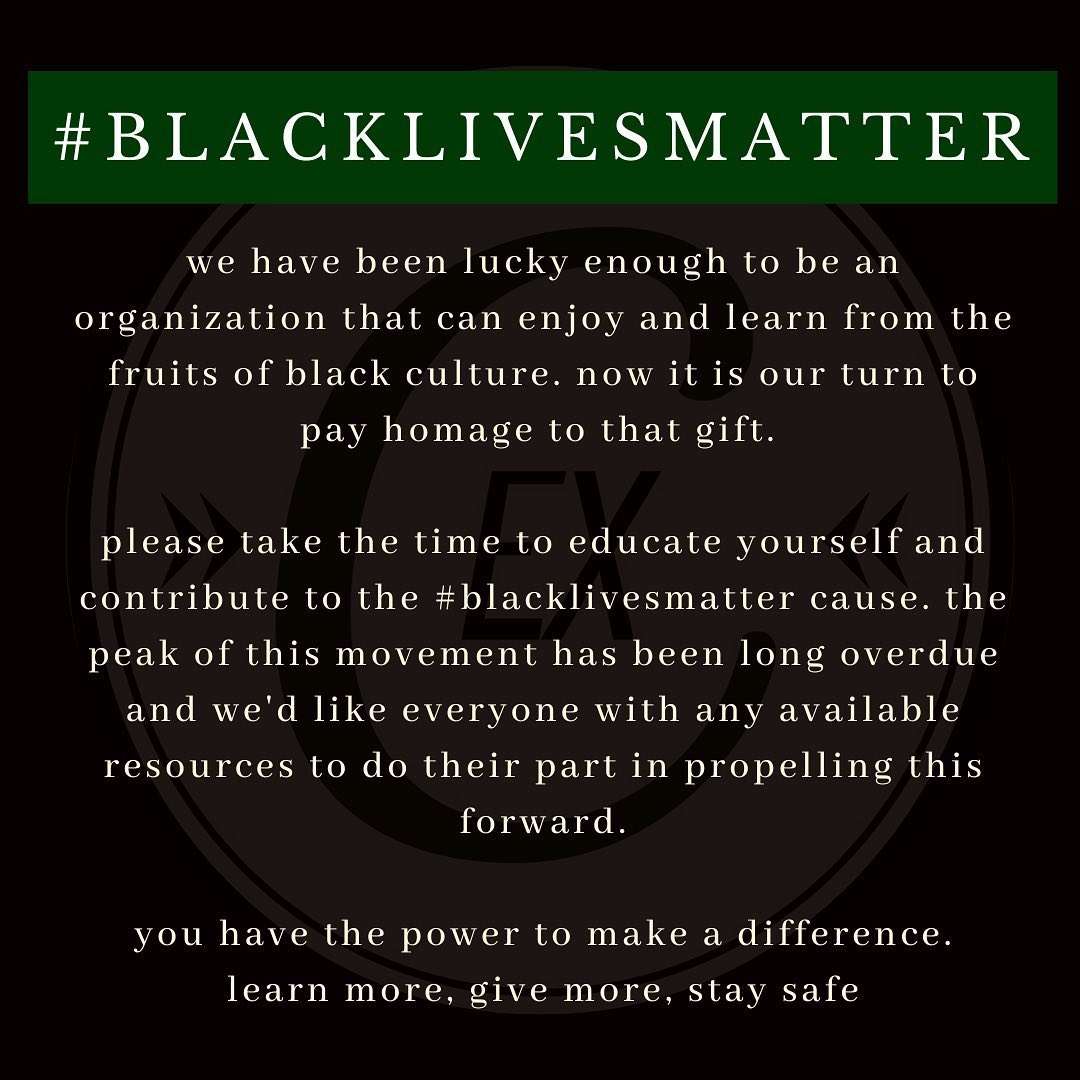 #BLACKLIVESMATTER
we have been lucky enough to be an
organization that can enjoy and learn from the
fruits of black culture. now it is our turn to
pay homage to that gift.
please take the time to educate yourself and
contribute to the #blacklivesmatter cause. the
peak of this movement has been long overdue
and we'd like everyone with any available
resources to do their part in propelling this
forward.
you have the power to make a difference.
learn more, give more, stay safe
C
EX